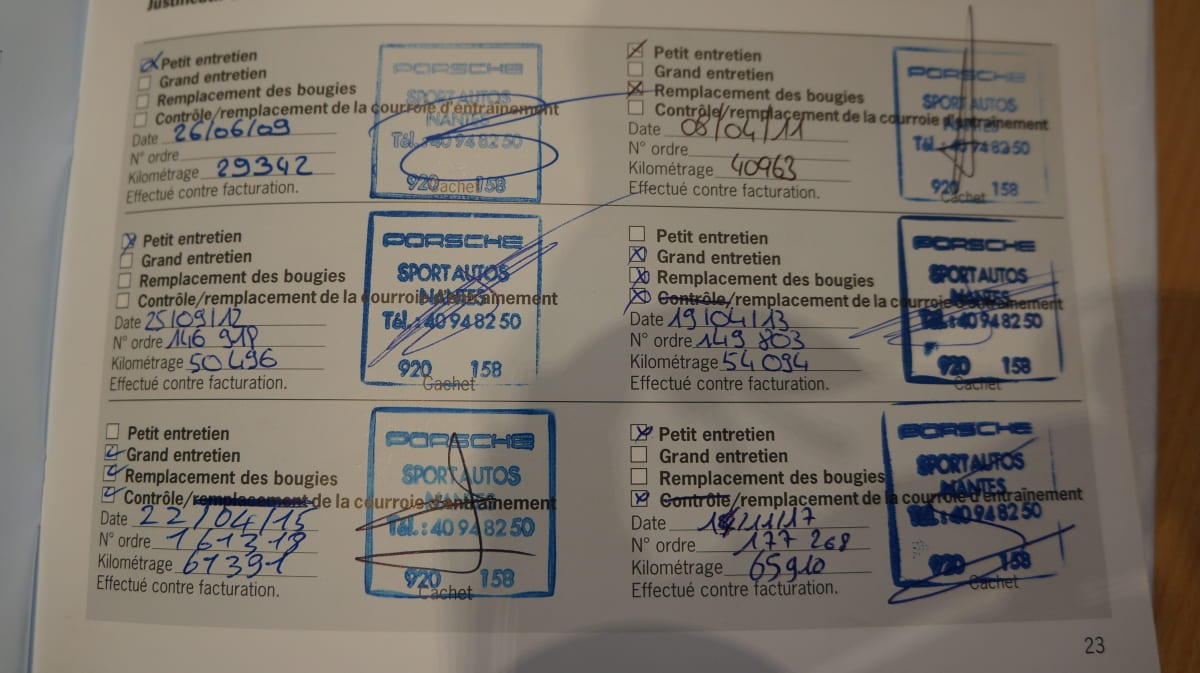 Petit entretien
Grand entretien
Remplacement des bougies
Contrôle/remplacement de la courroie d'entraînement
Date 26/06/09
N° ordre
Kilométrage 29342
Effectué contre facturation.
PORSCHE
SPORT AUTOS
NANTES
Tél.: 40 94 82 50
920 158
Cachet
Petit entretien
Grand entretien
Remplacement des bougies
Contrôle/remplacement de la courroie d'entraînement
Date 08/04/11
N° ordre
Kilométrage 40963
Effectué contre facturation.
PORSCHE
SPORT AUTOS
NANTES
Tél.: 40 94 82 50
920 158
Cachet
Petit entretien
Grand entretien
Remplacement des bougies
Contrôle/remplacement de la courroie d'entraînement
Date 25/09/12
N° ordre 146
Kilométrage 50496
Effectué contre facturation.
PORSCHE
SPORT AUTOS
NANTES
Tél.: 40 94 82 50
920 158
Cachet
Petit entretien
Grand entretien
Remplacement des bougies
Contrôle/remplacement de la courroie d'entraînement
Date 19/04/13
N° ordre 149 803
Kilométrage 54 094
Effectué contre facturation.
PORSCHE
SPORT AUTOS
NANTES
Tél.: 40 94 82 50
920 158
Cachet
Petit entretien
Grand entretien
Remplacement des bougies
Contrôle/remplacement de la courroie d'entraînement
Date 22/04/15
N° ordre 161319
Kilométrage 61391
Effectué contre facturation.
PORSCHE
SPORT AUTOS
NANTES
Tél.: 40 94 82 50
920 158
Cachet
Petit entretien
Grand entretien
Remplacement des bougies
Contrôle/remplacement de la courroie d'entraînement
Date
N° ordre 177 268
Kilométrage 65910
Effectué contre facturation.
PORSCHE
SPORT AUTOS
NANTES
Tél.: 40 94 82 50
920 158
Cachet
23